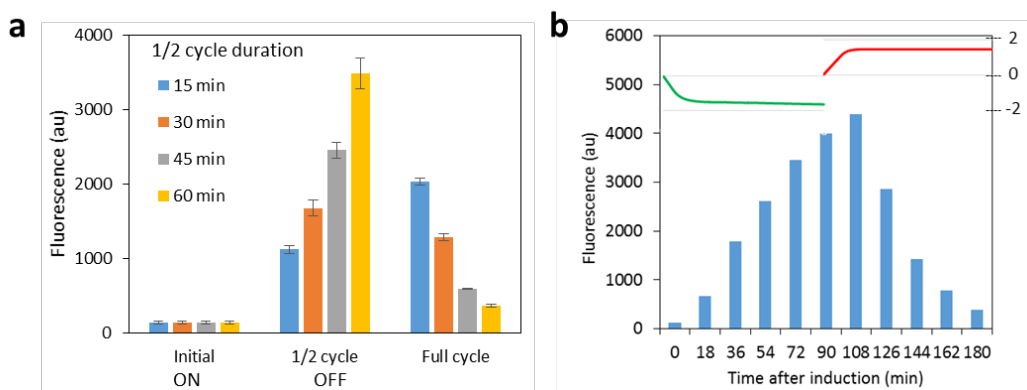 a
1/2 cycle duration
15 min
30 min
45 min
60 min
4000
3000
2000
1000
0
Fluorescence (au)
Initial
ON
1/2 cycle
OFF
Full cycle
b
6000
5000
4000
3000
2000
1000
0
Fluorescence (au)
2
0
-2
0 18 36 54 72 90 108 126 144 162 180
Time after induction (min)